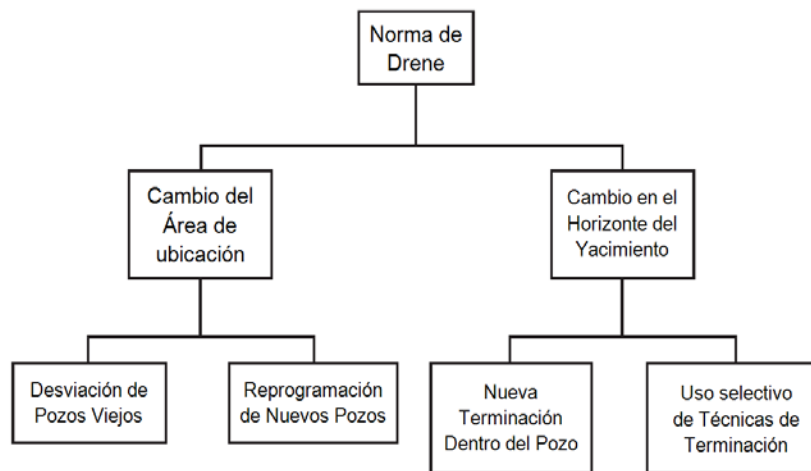 Norma de
Drene
Cambio del
Área de
ubicación
Cambio en el
Horizonte del
Yacimiento
Desviación de
Pozos Viejos
Reprogramación
de Nuevos Pozos
Nueva
Terminación
Dentro del Pozo
Uso selectivo
de Técnicas de
Terminación